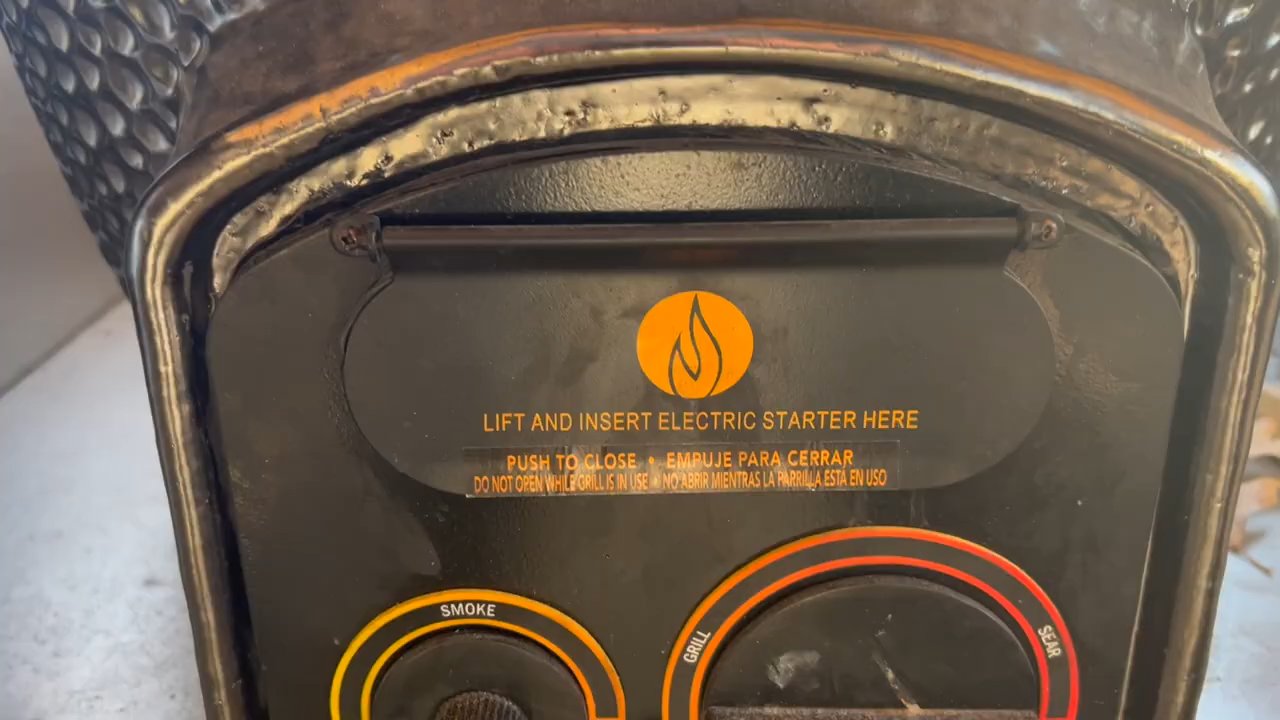 LIFT AND INSERT ELECTRIC STARTER HERE
PUSH TO CLOSE • EMPUJE PARA CERRAR
DO NOT OPEN WHILE GRILL IS IN USE • NO ABRIR MIENTRAS LA PARRILLA ESTÁ EN USO
SMOKE
GRILL
SEAR